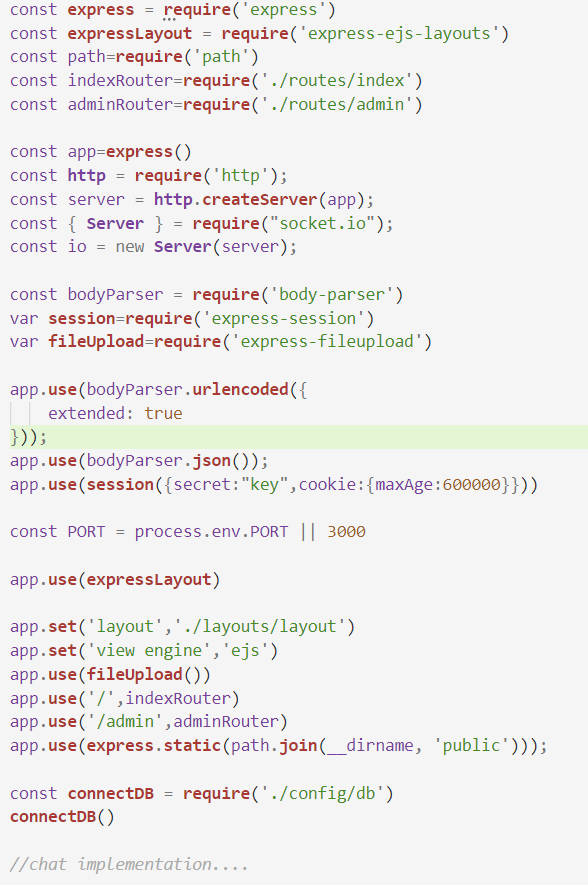 const express = require('express')
const expressLayout = require('express-ejs-layouts')
const path=require('path')
const indexRouter=require('./routes/index')
const adminRouter=require('./routes/admin')

const app=express()
const http = require('http');
const server = http.createServer(app);
const { Server } = require("socket.io");
const io = new Server(server);

const bodyParser = require('body-parser')
var session=require('express-session')
var fileUpload=require('express-fileupload')

app.use(bodyParser.urlencoded({
    extended: true
}));
app.use(bodyParser.json());
app.use(session({secret:"key",cookie:{maxAge:600000}}))

const PORT = process.env.PORT || 3000

app.use(expressLayout)

app.set('layout','./layouts/layout')
app.set('view engine','ejs')
app.use(fileUpload())
app.use('/',indexRouter)
app.use('/admin',adminRouter)
app.use(express.static(path.join(__dirname, 'public')));

const connectDB = require('./config/db')
connectDB()

//chat implementation....